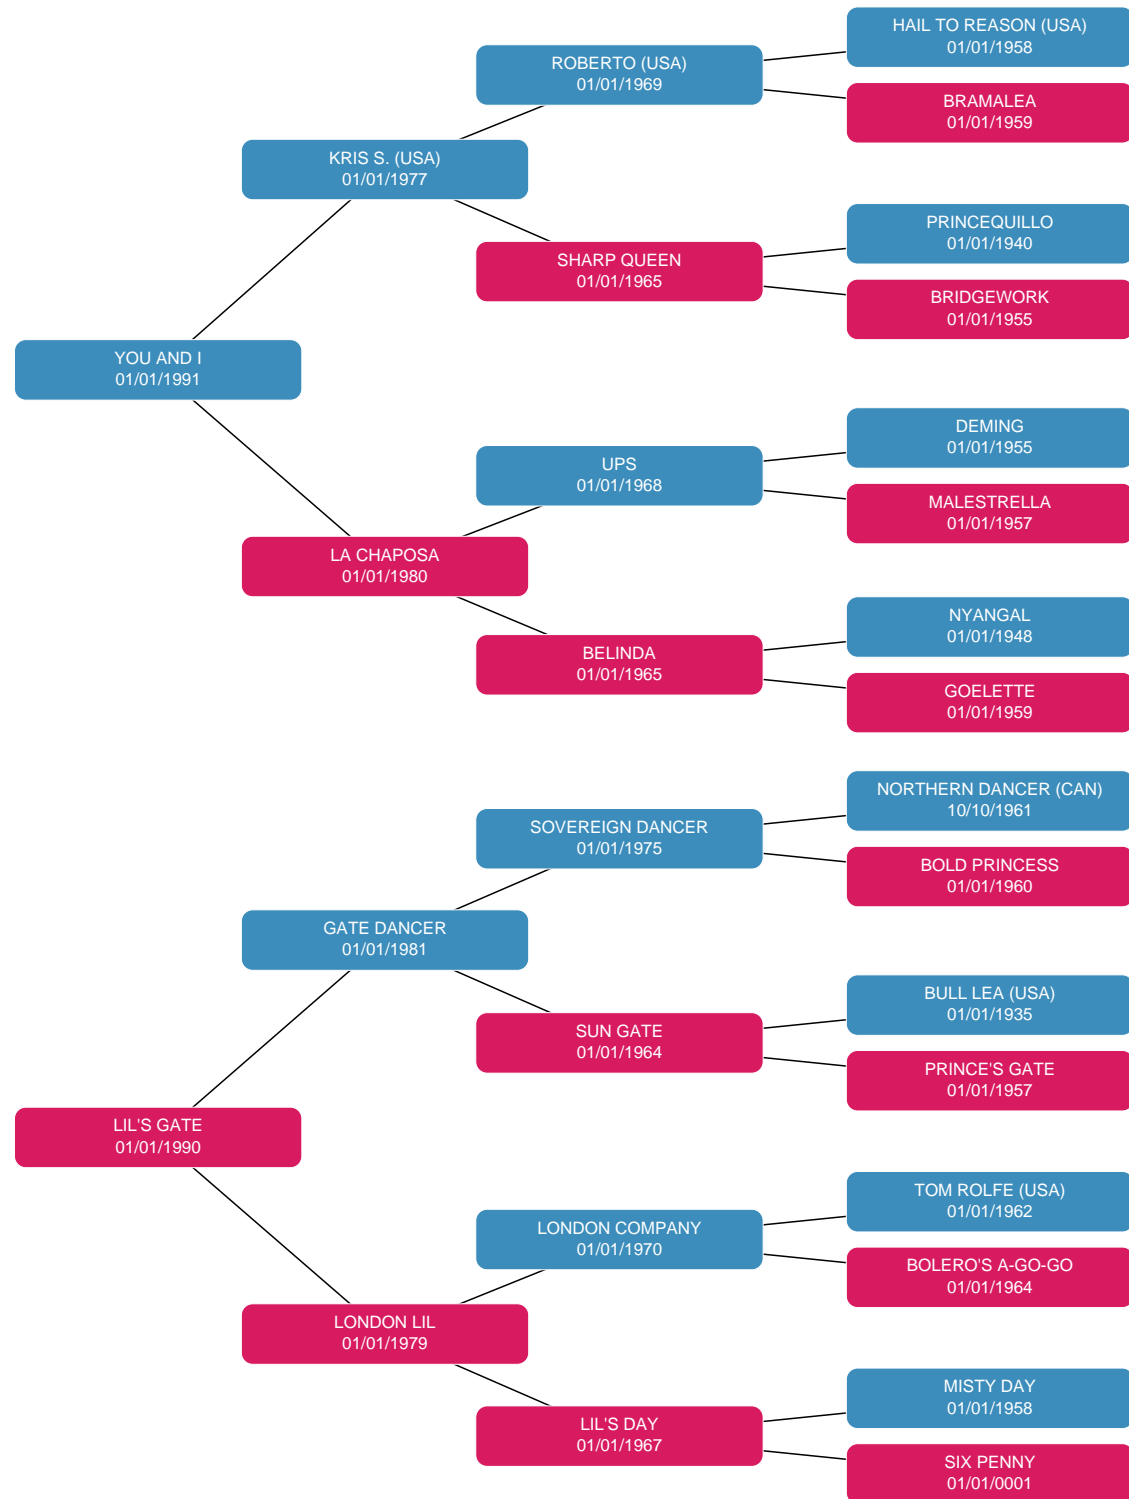 HAIL TO REASON (USA)
01/01/1958
ROBERTO (USA)
01/01/1969
BRAMALEA
01/01/1959
KRIS S. (USA)
01/01/1977
PRINCEQUILLO
01/01/1940
SHARP QUEEN
01/01/1965
BRIDGEWORK
01/01/1955
YOU AND I
01/01/1991
DEMING
01/01/1955
UPS
01/01/1968
MALESTRELLA
01/01/1957
LA CHAPOSA
01/01/1980
NYANGAL
01/01/1948
BELINDA
01/01/1965
GOELETTE
01/01/1959
NORTHERN DANCER (CAN)
10/10/1961
SOVEREIGN DANCER
01/01/1975
BOLD PRINCESS
01/01/1960
GATE DANCER
01/01/1981
BULL LEA (USA)
01/01/1935
SUN GATE
01/01/1964
PRINCE'S GATE
01/01/1957
LIL'S GATE
01/01/1990
TOM ROLFE (USA)
01/01/1962
LONDON COMPANY
01/01/1970
BOLERO'S A-GO-GO
01/01/1964
LONDON LIL
01/01/1979
MISTY DAY
01/01/1958
LIL'S DAY
01/01/1967
SIX PENNY
01/01/0001